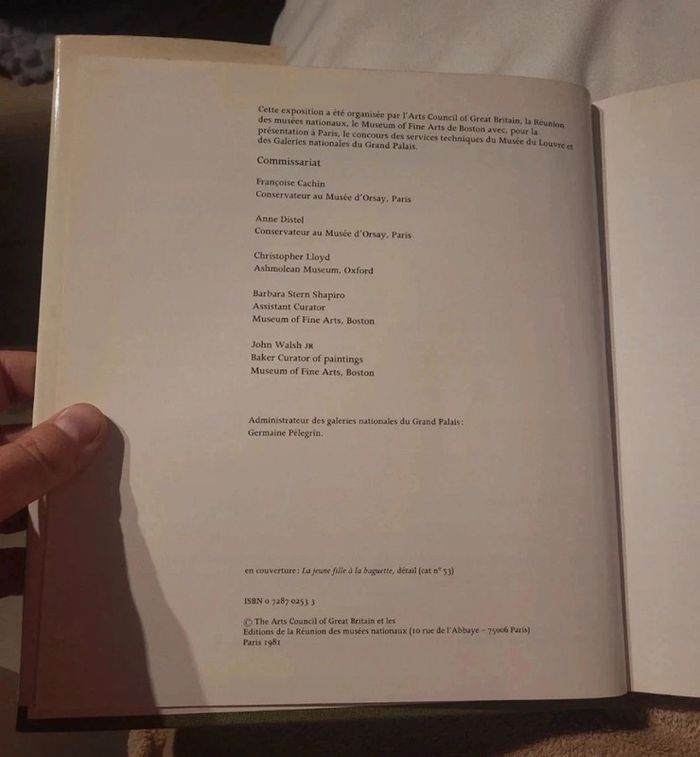 Cette exposition a été organisée par l'Arts Council of Great Britain, la Réunion
des musées nationaux, le Museum of Fine Arts de Boston avec, pour la
présentation à Paris, le concours des services techniques du Musée du Louvre et
des Galeries nationales du Grand Palais.
Commissariat
Françoise Cachin
Conservateur au Musée d'Orsay, Paris
Anne Distel
Conservateur au Musée d'Orsay, Paris
Christopher Lloyd
Ashmolean Museum, Oxford
Barbara Stern Shapiro
Assistant Curator
Museum of Fine Arts, Boston
John Walsh JR
Baker Curator of paintings
Museum of Fine Arts, Boston
Administrateur des galeries nationales du Grand Palais:
Germaine Pélegrin.
en couverture: La jeune fille à la baguette, détail (cat n° 53)
ISBN 0 7287 0253 3
© The Arts Council of Great Britain et les
Editions de la Réunion des musées nationaux (10 rue de l'Abbaye – 75006 Paris)
Paris 1981